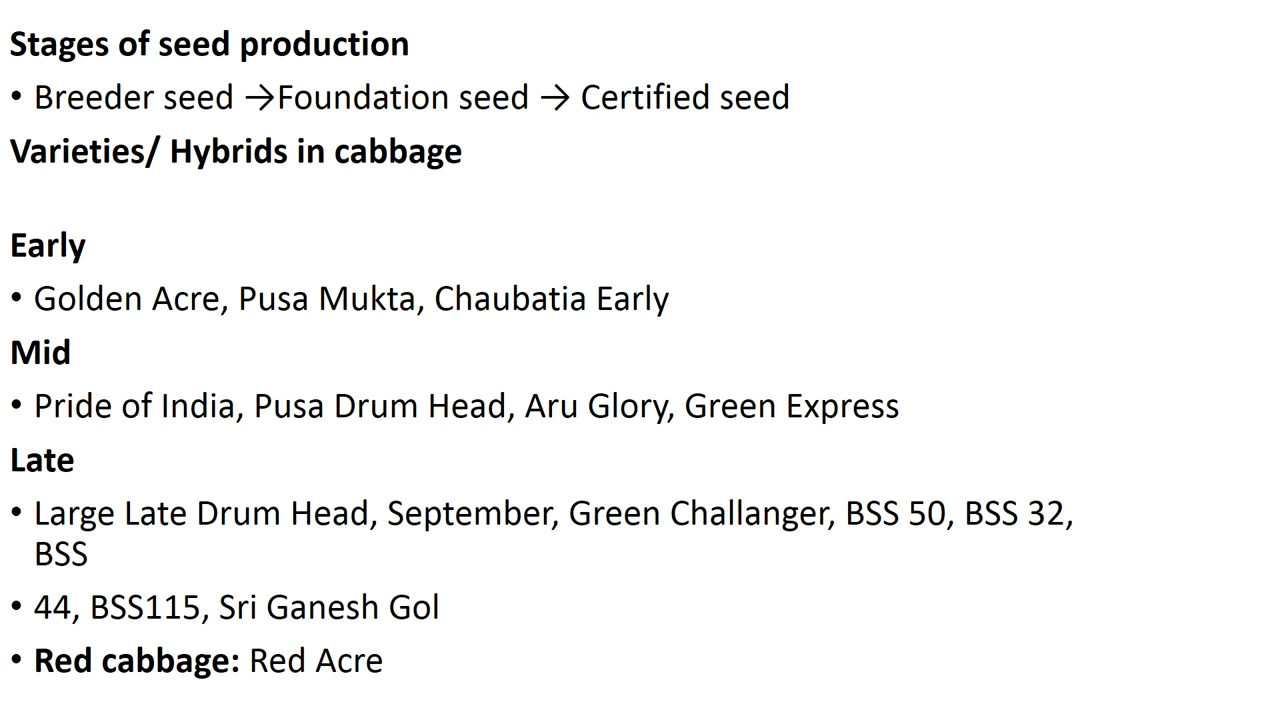 Stages of seed production
• Breeder seed →Foundation seed → Certified seed
Varieties/ Hybrids in cabbage
Early
• Golden Acre, Pusa Mukta, Chaubatia Early
Mid
• Pride of India, Pusa Drum Head, Aru Glory, Green Express
Late
• Large Late Drum Head, September, Green Challanger, BSS 50, BSS 32,
BSS
• 44, BSS115, Sri Ganesh Gol
• Red cabbage: Red Acre